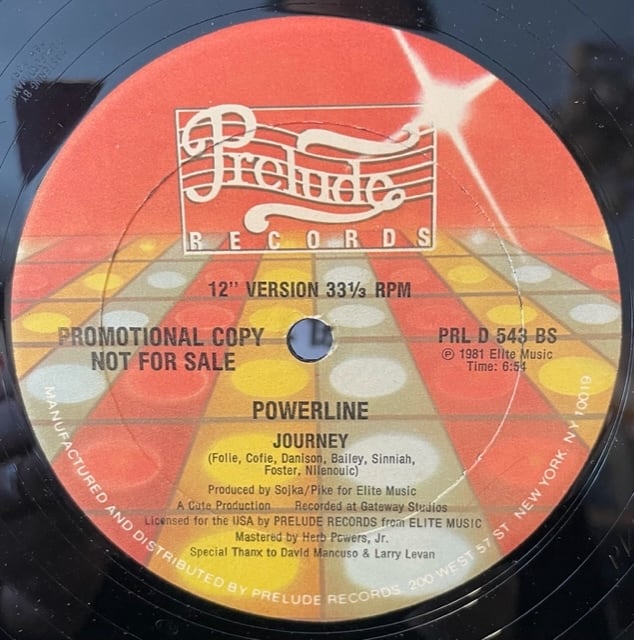 Prelude
RECORDS
12" VERSION 33⅓ RPM
PROMOTIONAL COPY
NOT FOR SALE
PRL D 543 BS
Ⓟ 1981 Elite Music
Time: 6:54
POWERLINE
JOURNEY
(Folie, Cofie, Danison, Bailey, Sinniah,
Foster, Nilenouic)
Produced by Sojka/Pike for Elite Music
A Cute Production Recorded at Gateway Studios
Licensed for the USA by PRELUDE RECORDS from ELITE MUSIC
Mastered by Herb Powers, Jr.
Special Thanx to David Mancuso & Larry Levan
MANUFACTURED AND DISTRIBUTED BY PRELUDE RECORDS. 200 WEST 57 ST NEW YORK. NY 10019